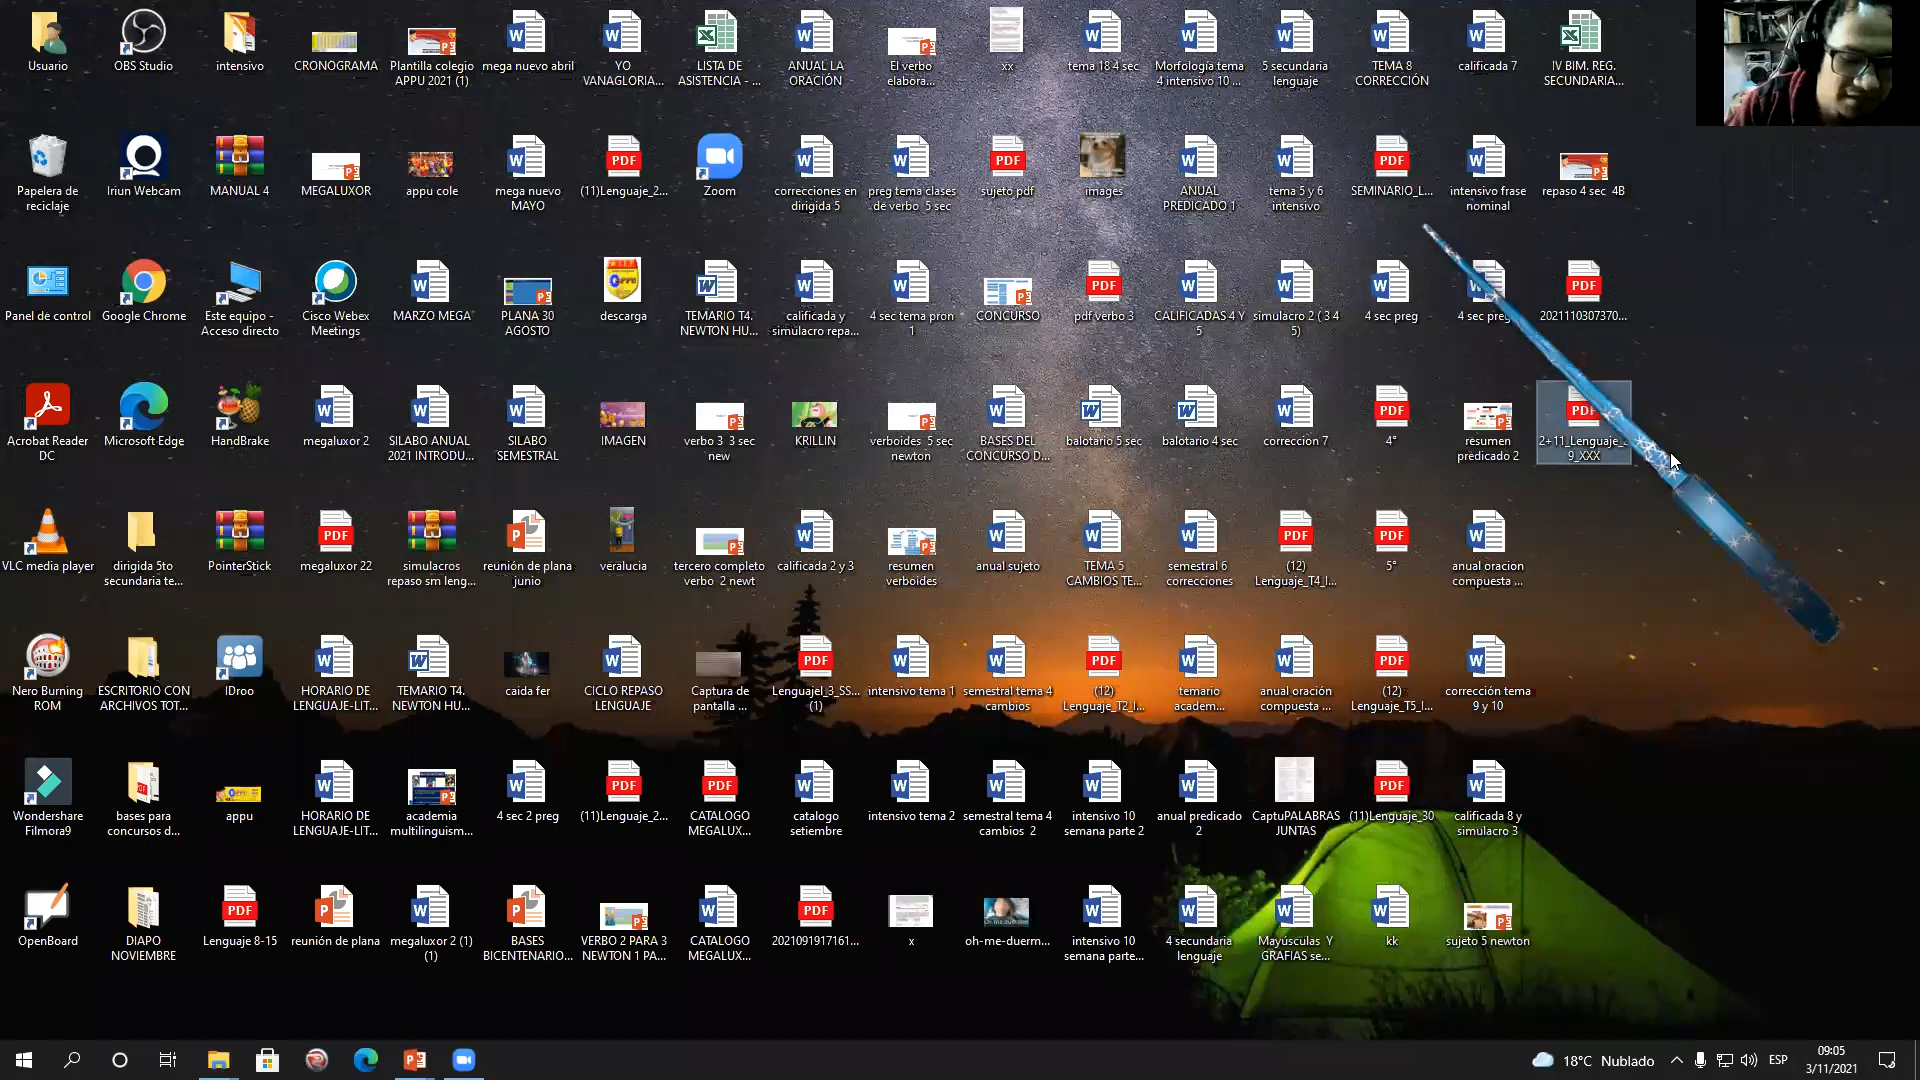 Usuario
OBS Studio
intensivo
CRONOGRAMA
Plantilla colegio
APPU 2021 (1)
mega nuevo abril
YO
VANAGLORIA...
LISTA DE
ASISTENCIA - ...
ANUAL LA
ORACIÓN
El verbo
elabora...
xx
tema 18 4 sec
Morfología tema
4 intensivo 10 ...
5 secundaria
lenguaje
TEMA 8
CORRECCIÓN
calificada 7
IV BIM. REG.
SECUNDARIA...
Papelera de
reciclaje
Iriun Webcam
MANUAL 4
MEGALUXOR
appu cole
mega nuevo
MAYO
(11)Lenguaje_2...
Zoom
correcciones en
dirigida 5
preg tema clases
de verbo 5 sec
sujeto pdf
images
ANUAL
PREDICADO 1
tema 5 y 6
intensivo
SEMINARIO_L...
intensivo frase
nominal
repaso 4 sec 4B
Panel de control
Google Chrome
Este equipo -
Acceso directo
Cisco Webex
Meetings
MARZO MEGA
PLANA 30
AGOSTO
descarga
TEMARIO T4.
NEWTON HU...
calificada y
simulacro repa...
4 sec tema pron
1
CONCURSO
pdf verbo 3
CALIFICADAS 4 Y
5
simulacro 2 ( 3 4
5)
4 sec preg
4 sec preg
2021110307370...
Acrobat Reader
DC
Microsoft Edge
HandBrake
megaluxor 2
SILABO ANUAL
2021 INTRODU...
SILABO
SEMESTRAL
IMAGEN
verbo 3 3 sec
new
KRILLIN
verboides 5 sec
newton
BASES DEL
CONCURSO D...
balotario 5 sec
balotario 4 sec
correccion 7
4°
resumen
predicado 2
2+11_Lenguaje_2
9_XXX
VLC media player
dirigida 5to
secundaria te...
PointerStick
megaluxor 22
simulacros
repaso sm leng...
reunión de plana
junio
veralucia
tercero completo
verbo 2 newt
calificada 2 y 3
resumen
verboides
anual sujeto
TEMA 5
CAMBIOS TE...
semestral 6
correcciones
(12)
Lenguaje_T4_I...
5°
anual oracion
compuesta ...
Nero Burning
ROM
ESCRITORIO CON
ARCHIVOS TOT...
IDroo
HORARIO DE
LENGUAJE-LIT...
TEMARIO T4.
NEWTON HU...
caida fer
CICLO REPASO
LENGUAJE
Captura de
pantalla ...
LenguajeI_3_SS...
(1)
intensivo tema 1
semestral tema 4
cambios
(12)
Lenguaje_T2_I...
temario
academ...
anual oración
compuesta ...
(12)
Lenguaje_T5_I...
corrección tema
9 y 10
Wondershare
Filmora9
bases para
concursos d...
appu
HORARIO DE
LENGUAJE-LIT...
academia
multilinguism...
4 sec 2 preg
(11)Lenguaje_2...
CATALOGO
MEGALUX...
catalogo
setiembre
intensivo tema 2
semestral tema 4
cambios 2
intensivo 10
semana parte 2
anual predicado
2
CaptuPALABRAS
JUNTAS
(11)Lenguaje_30
calificada 8 y
simulacro 3
OpenBoard
DIAPO
NOVIEMBRE
Lenguaje 8-15
reunión de plana
megaluxor 2 (1)
(1)
BASES
BICENTENARIO...
VERBO 2 PARA 3
NEWTON 1 PA...
CATALOGO
MEGALUX...
2021091917161...
x
oh-me-duerm...
intensivo 10
semana parte...
4 secundaria
lenguaje
Mayúsculas Y
GRAFIAS se...
kk
sujeto 5 newton
18°C Nublado
ESP
09:05
3/11/2021